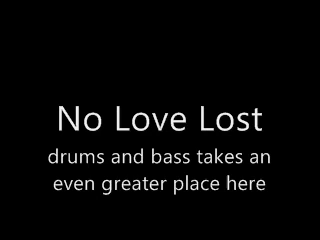 No Love Lost
drums and bass takes an
even greater place here